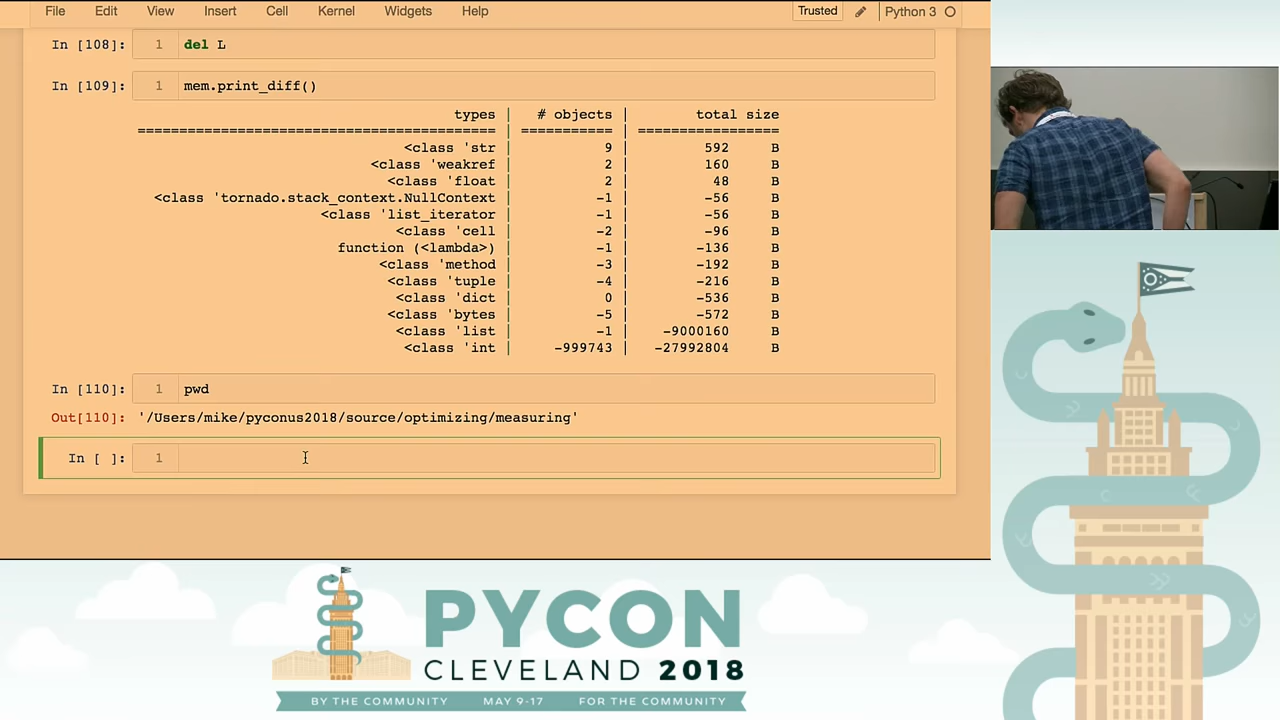 File Edit View Insert Cell Kernel Widgets Help Trusted Python 3
In [108]: 1 del L
In [109]: 1 mem.print_diff()
types | # objects | total size
=========================================== | =========== | =================
<class 'str | 9 | 592 B
<class 'weakref | 2 | 160 B
<class 'float | 2 | 48 B
<class 'tornado.stack_context.NullContext | -1 | -56 B
<class 'list_iterator | -1 | -56 B
<class 'cell | -2 | -96 B
function (<lambda>) | -1 | -136 B
<class 'method | -3 | -192 B
<class 'tuple | -4 | -216 B
<class 'dict | 0 | -536 B
<class 'bytes | -5 | -572 B
<class 'list | -1 | -9000160 B
<class 'int | -999743 | -27992804 B
In [110]: 1 pwd
Out[110]: '/Users/mike/pyconus2018/source/optimizing/measuring'
In [ ]: 1
PYCON
CLEVELAND 2018
BY THE COMMUNITY MAY 9-17 FOR THE COMMUNITY